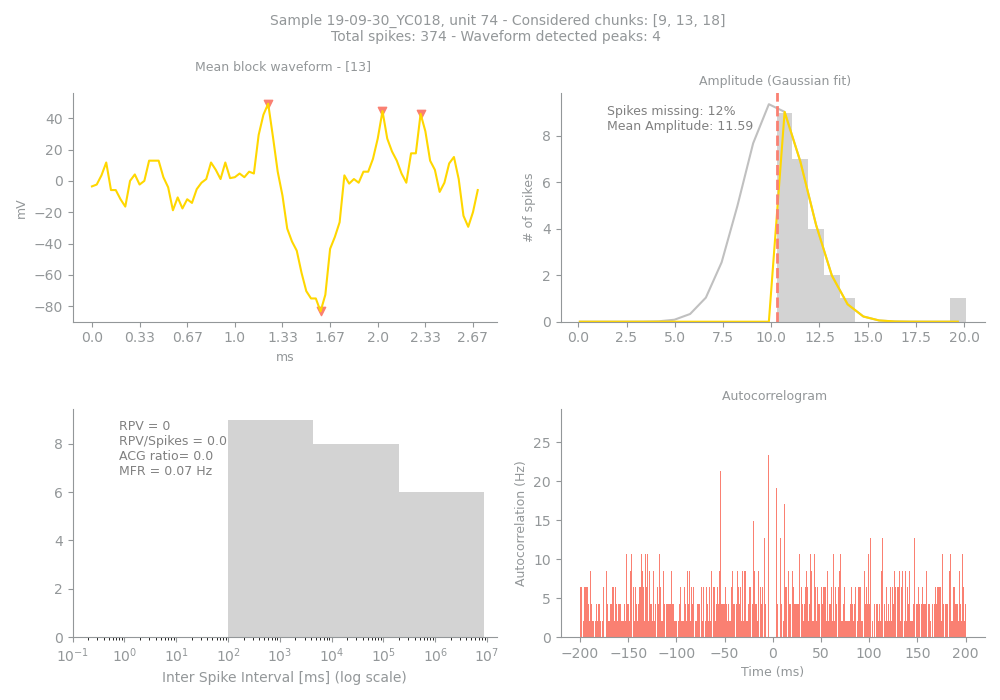 Sample 19-09-30_YC018, unit 74 - Considered chunks: [9, 13, 18]
Total spikes: 374 - Waveform detected peaks: 4
Mean block waveform - [13]
40
20
0
−20
−40
−60
−80
mV
0.0 0.33 0.67 1.0 1.33 1.67 2.0 2.33 2.67
ms
Amplitude (Gaussian fit)
Spikes missing: 12%
Mean Amplitude: 11.59
8
6
4
2
0
# of spikes
0.0 2.5 5.0 7.5 10.0 12.5 15.0 17.5 20.0
RPV = 0
RPV/Spikes = 0.0
ACG ratio= 0.0
MFR = 0.07 Hz
8
6
4
2
0
10⁻¹ 10⁰ 10¹ 10² 10³ 10⁴ 10⁵ 10⁶ 10⁷
Inter Spike Interval [ms] (log scale)
Autocorrelogram
25
20
15
10
5
0
Autocorrelation (Hz)
−200 −150 −100 −50 0 50 100 150 200
Time (ms)